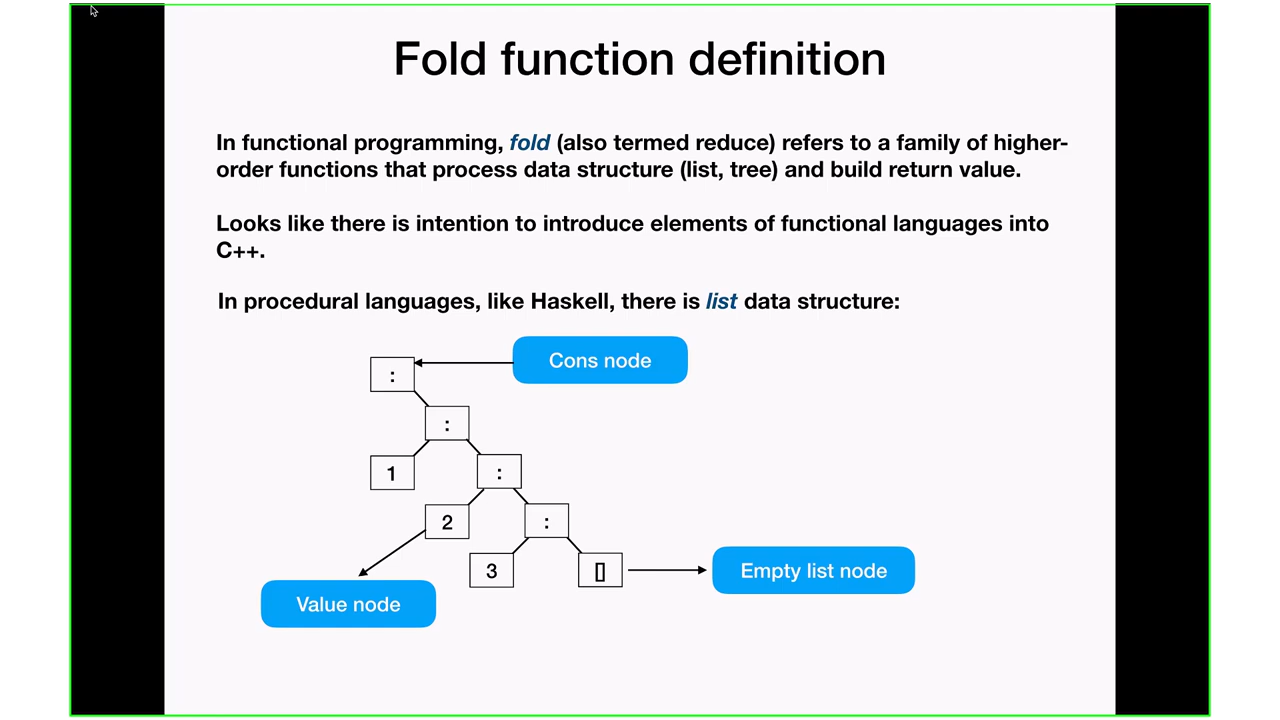 Fold function definition
In functional programming, fold (also termed reduce) refers to a family of higher-
order functions that process data structure (list, tree) and build return value.
Looks like there is intention to introduce elements of functional languages into
C++.
In procedural languages, like Haskell, there is list data structure:
Cons node
:
:
1
:
2
:
3
[]
Empty list node
Value node